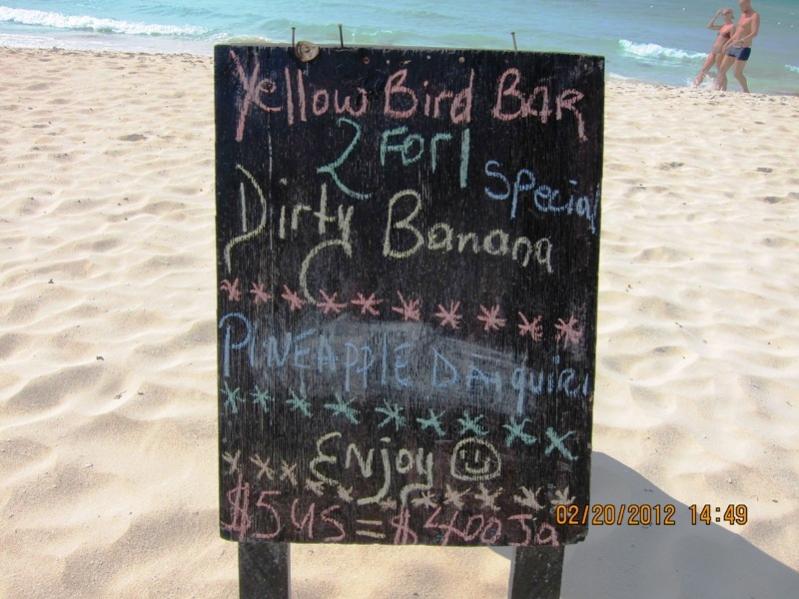 Yellow Bird BAR
2 FOR 1
Special
Dirty Banana
PINEAPPLE DAiquiri
ENjoy
$5 US = $400 Ja
02/20/2012 14:49